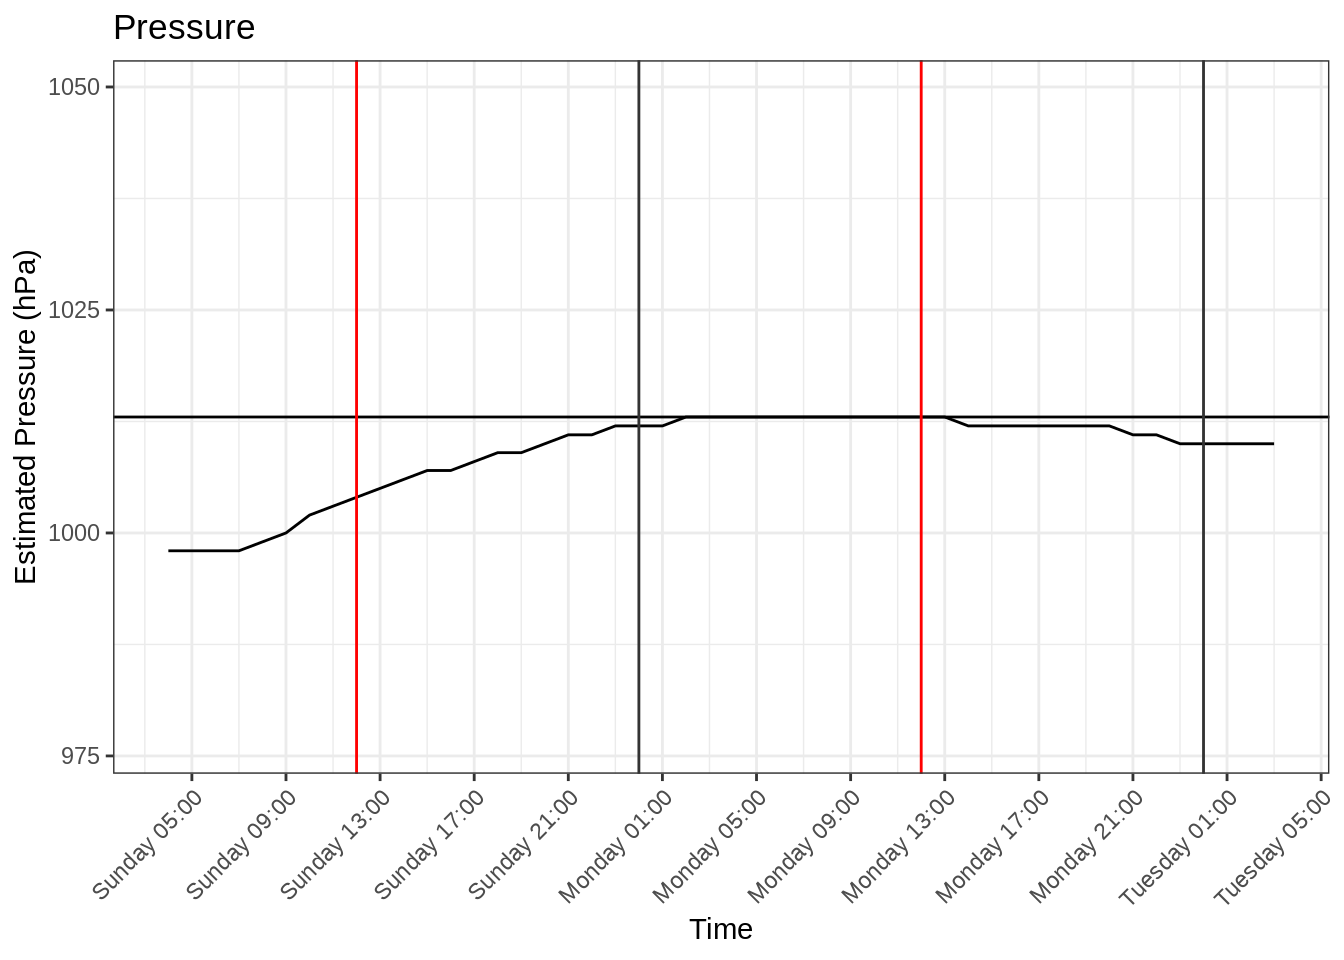 Pressure
Estimated Pressure (hPa)
1050
1025
1000
975
Sunday 05:00
Sunday 09:00
Sunday 13:00
Sunday 17:00
Sunday 21:00
Monday 01:00
Monday 05:00
Monday 09:00
Monday 13:00
Monday 17:00
Monday 21:00
Tuesday 01:00
Tuesday 05:00
Time